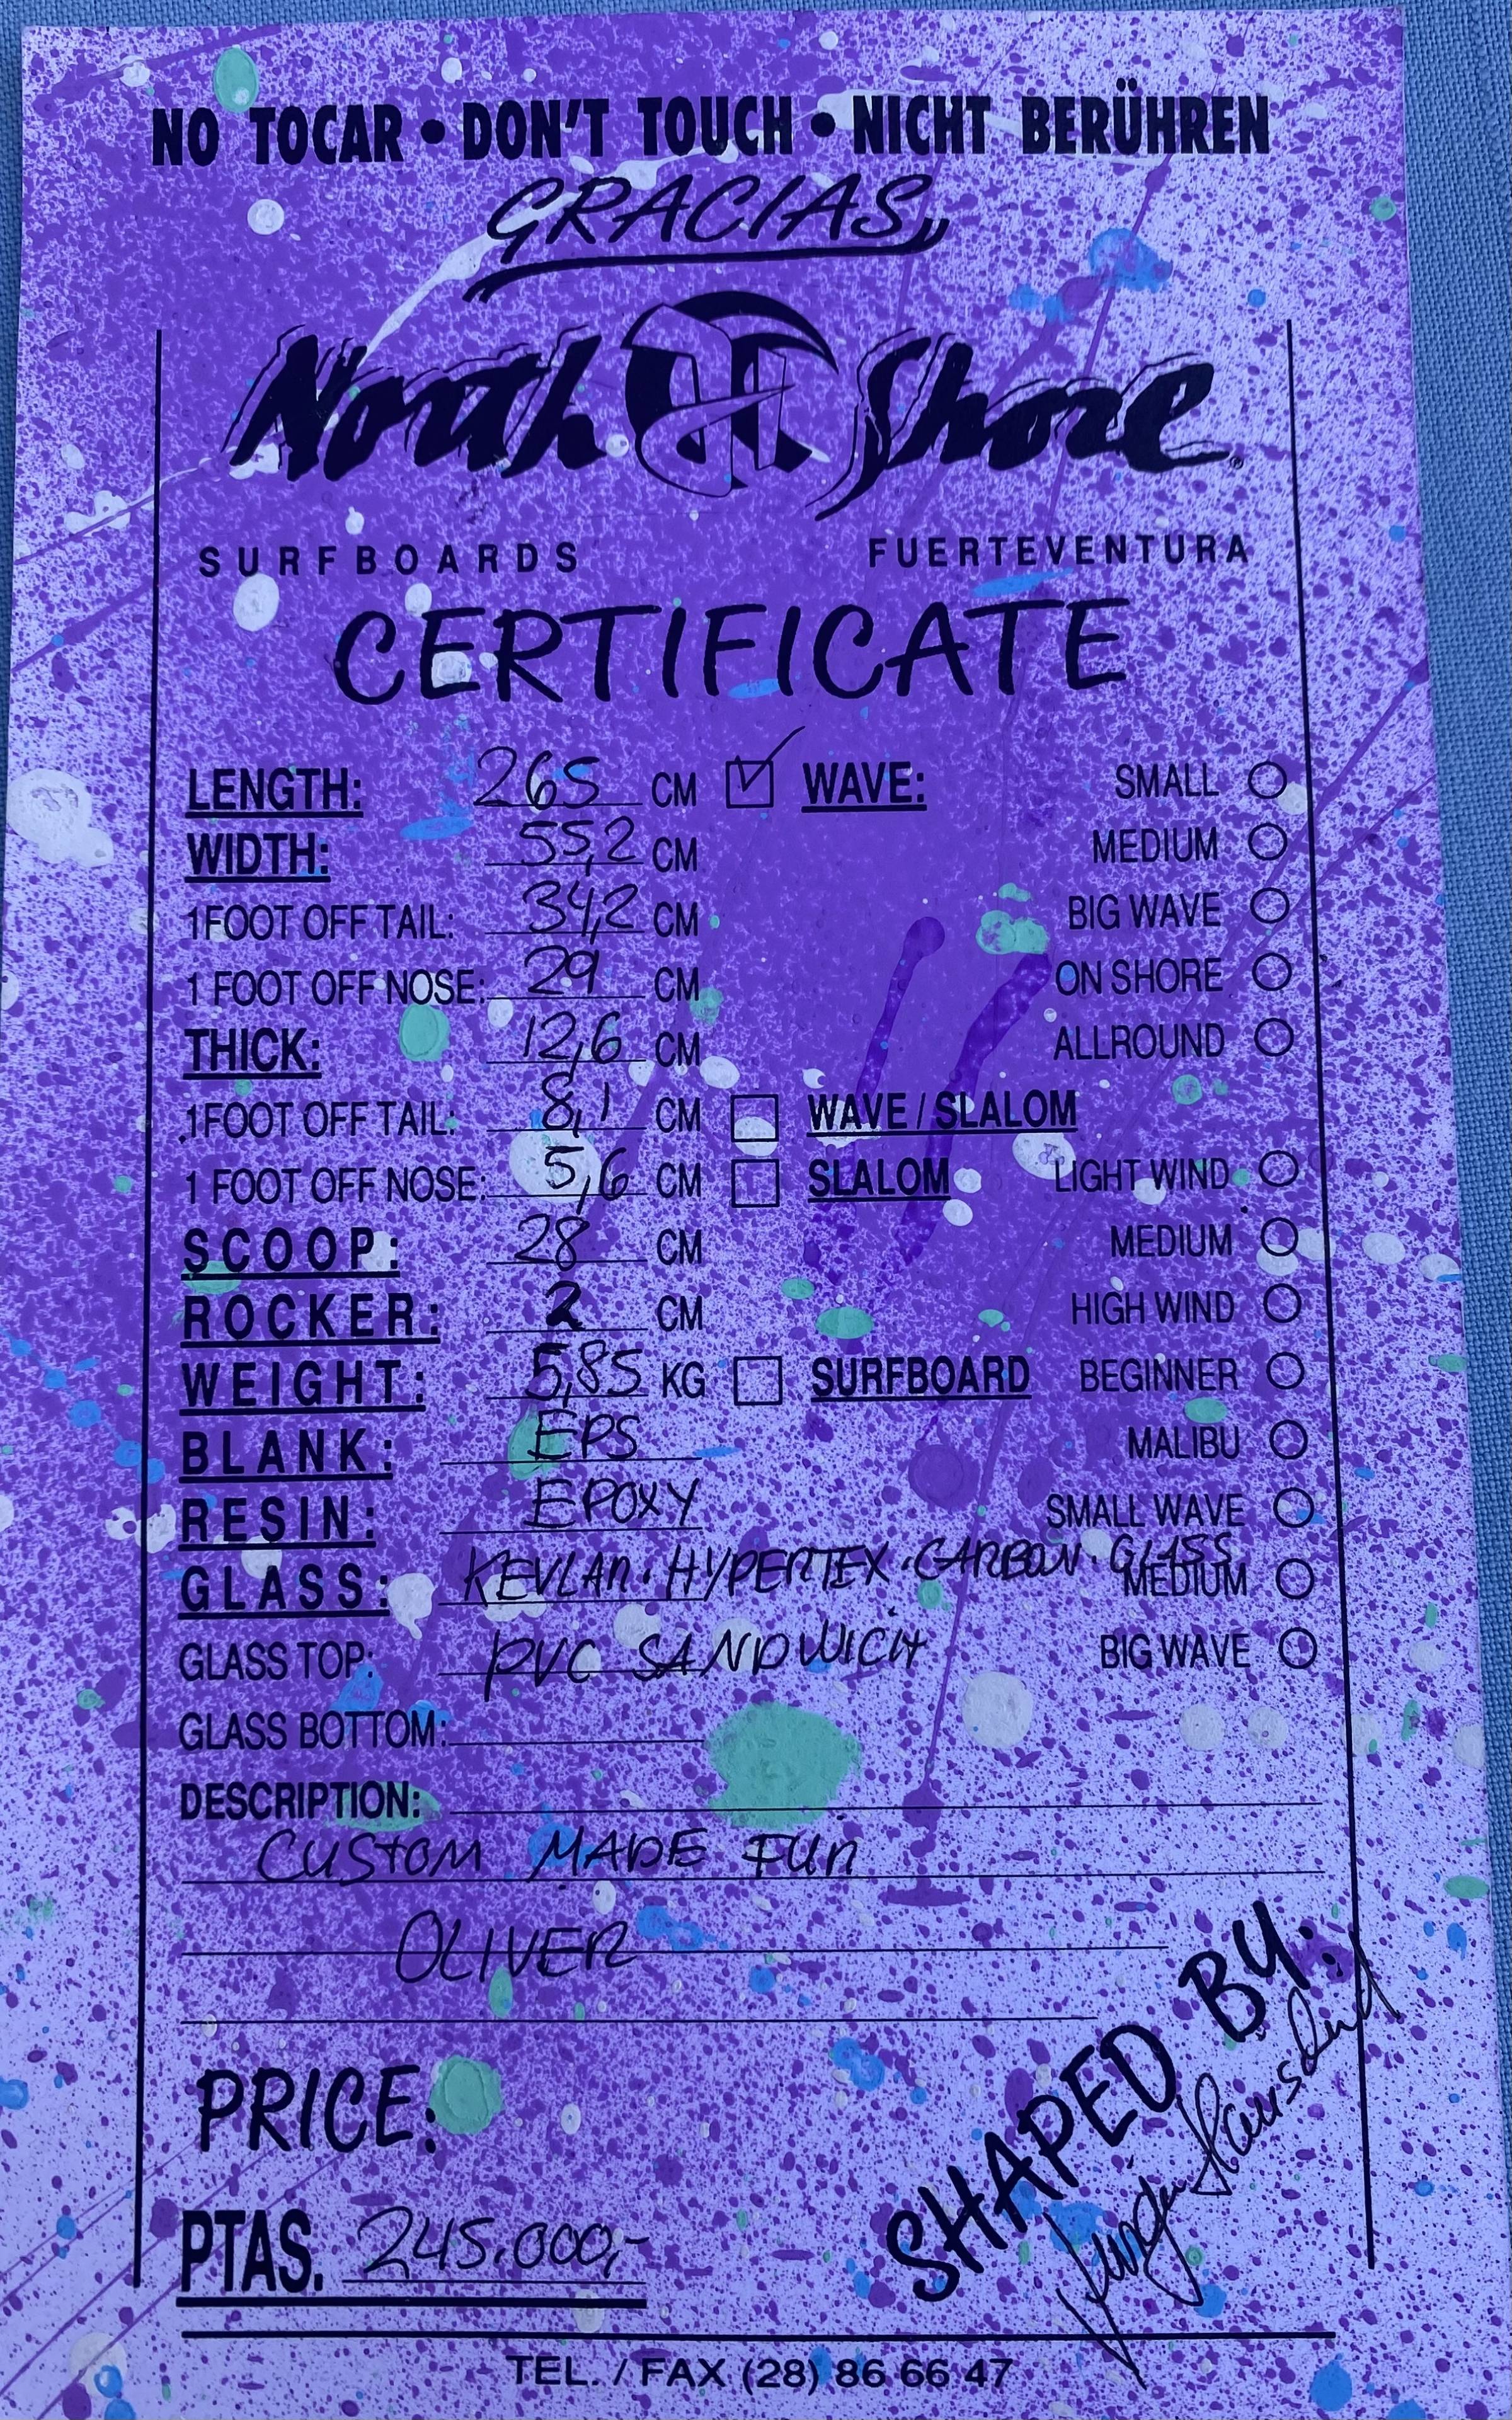 NO TOCAR • DON'T TOUCH • NICHT BERÜHREN
GRACIAS,,
North Shore ®
SURFBOARDS FUERTEVENTURA
CERTIFICATE
LENGTH: 265 CM ☑ WAVE: SMALL ○
WIDTH: 55,2 CM MEDIUM ○
1FOOT OFF TAIL: 34,2 CM BIG WAVE ○
1 FOOT OFF NOSE: 29 CM ON SHORE ○
THICK: 12,6 CM ALLROUND ○
1FOOT OFF TAIL: 8,1 CM ☐ WAVE / SLALOM
1 FOOT OFF NOSE: 5,6 CM ☐ SLALOM LIGHT WIND ○
SCOOP: 28 CM MEDIUM ○
ROCKER: 2 CM HIGH WIND ○
WEIGHT: 5,85 KG ☐ SURFBOARD BEGINNER ○
BLANK: EPS MALIBU ○
RESIN: EPOXY SMALL WAVE ○
GLASS: KEVLAR · HYPERTEX · CARBON · GLASS MEDIUM ○
GLASS TOP: PVC SANDWICH BIG WAVE ○
GLASS BOTTOM:
DESCRIPTION:
CUSTOM MADE FUR
OLIVER
SHAPED BY:
PRICE:
PTAS. 245.000,-
TEL. / FAX (28) 86 66 47